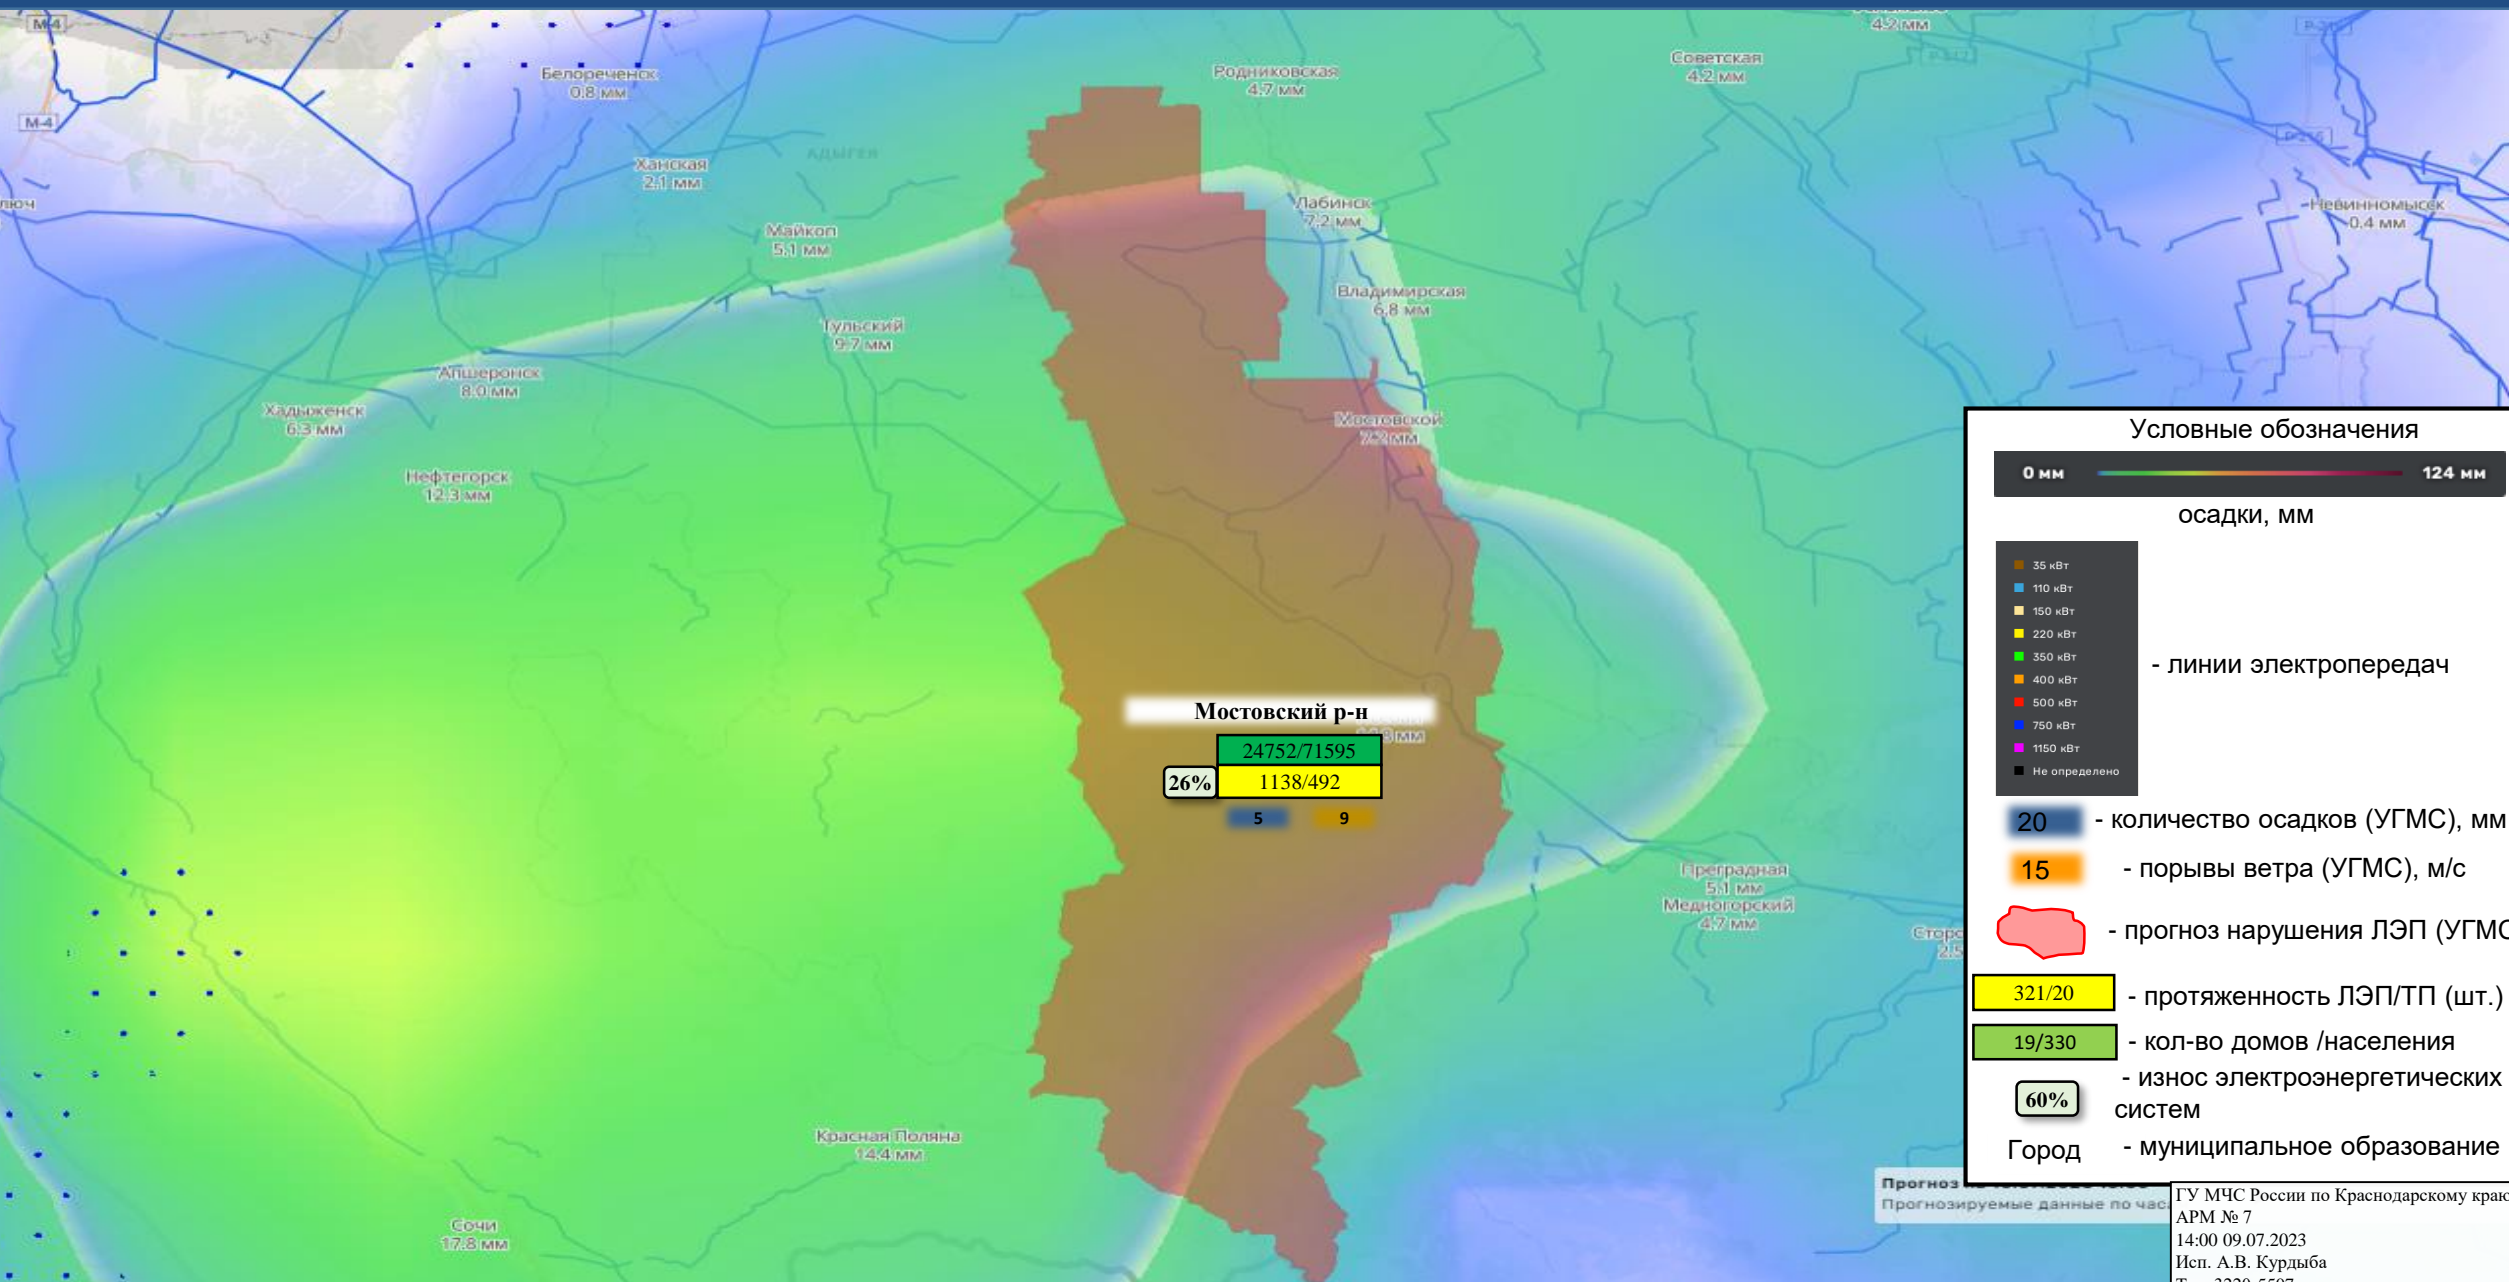 М-4
4.2 мм
Советская
4.2 мм
Родниковская
4.7 мм
Белореченск
0.8 мм
М-4
Ханская
2.1 мм
АДЫГЕЯ
Невинномысск
0.4 мм
Лабинск
7.2 мм
Майкоп
5.1 мм
Владимирская
6.8 мм
Тульский
9.7 мм
Апшеронск
8.0 мм
Хадыженск
6.3 мм
Мостовской
7.2 мм
Нефтегорск
12.3 мм
Мостовский р-н
мм
24752/71595
26%
1138/492
5
9
Преградная
5.1 мм
Медногорский
4.7 мм
Сторо
2.5
Красная Поляна
14.4 мм
Сочи
17.8 мм
Условные обозначения
0 мм
124 мм
осадки, мм
35 кВт
110 кВт
150 кВт
220 кВт
350 кВт
400 кВт
500 кВт
750 кВт
1150 кВт
Не определено
- линии электропередач
20 - количество осадков (УГМС), мм
15 - порывы ветра (УГМС), м/с
- прогноз нарушения ЛЭП (УГМС
321/20 - протяженность ЛЭП/ТП (шт.)
19/330 - кол-во домов /населения
60% - износ электроэнергетических
систем
Город - муниципальное образование
Прогноз
Прогнозируемые данные по час
ГУ МЧС России по Краснодарскому краю
АРМ № 7
14:00 09.07.2023
Исп. А.В. Курдыба